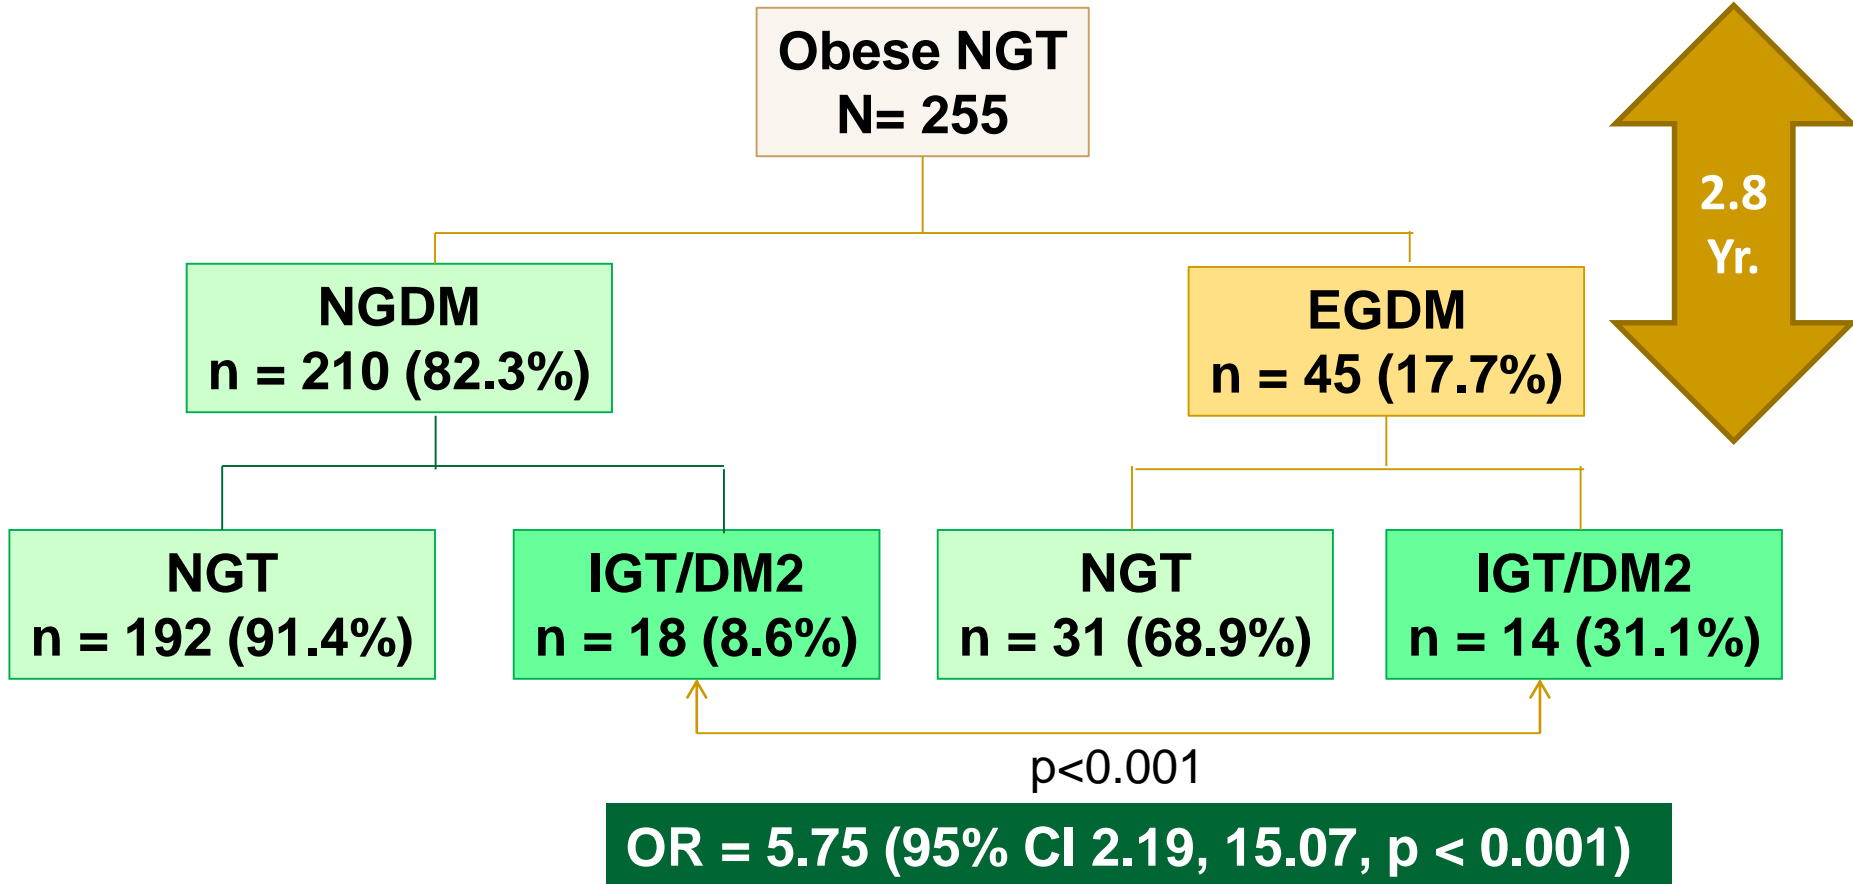 Obese NGT
N= 255
2.8
Yr.
NGDM
n = 210 (82.3%)
EGDM
n = 45 (17.7%)
NGT
n = 192 (91.4%)
IGT/DM2
n = 18 (8.6%)
NGT
n = 31 (68.9%)
IGT/DM2
n = 14 (31.1%)
p<0.001
OR = 5.75 (95% CI 2.19, 15.07, p < 0.001)